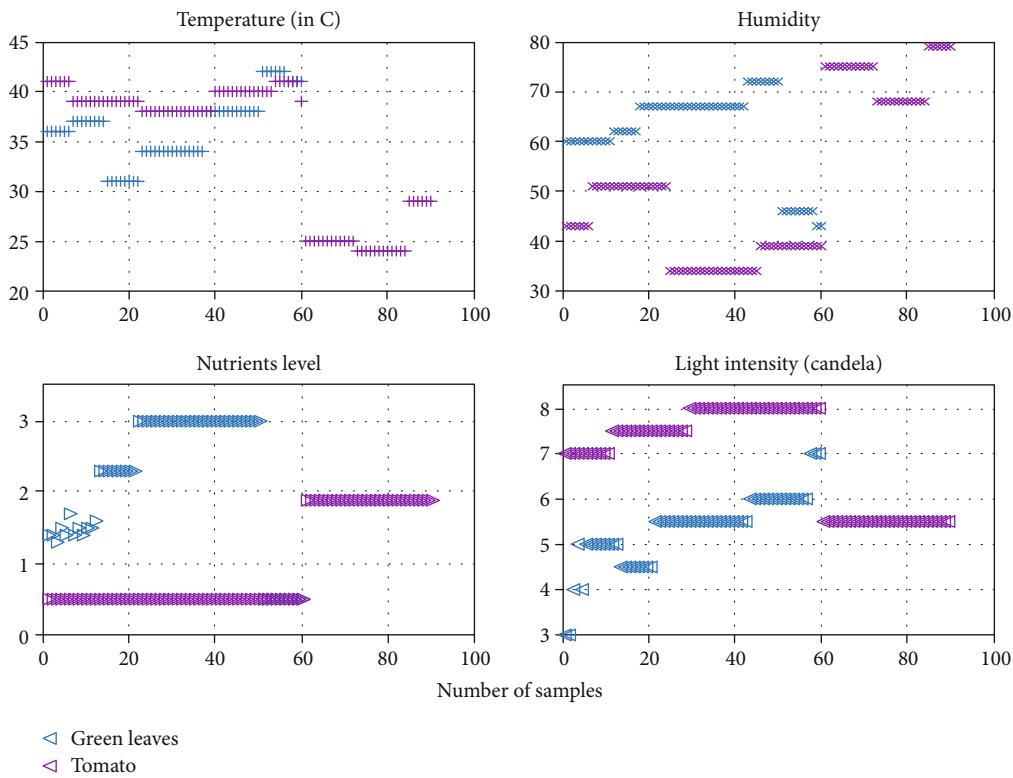 Temperature (in C)
45
40
35
30
25
20
0 20 40 60 80 100
Humidity
80
70
60
50
40
30
0 20 40 60 80 100
Nutrients level
3
2
1
0
0 20 40 60 80 100
Light intensity (candela)
8
7
6
5
4
3
0 20 40 60 80 100
Number of samples
Green leaves
Tomato